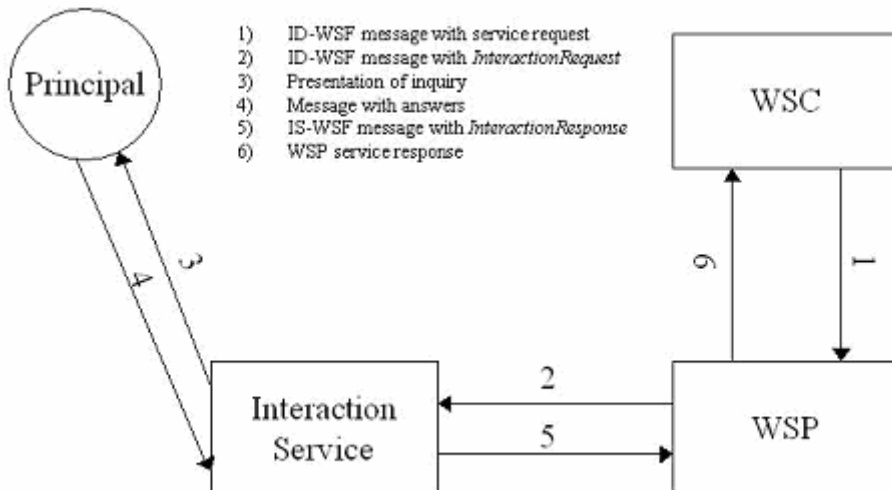 1) ID-WSF message with service request
2) ID-WSF message with InteractionRequest
3) Presentation of inquiry
4) Message with answers
5) IS-WSF message with InteractionResponse
6) WSP service response
Principal
WSC
3
4
6
1
Interaction
Service
2
5
WSP